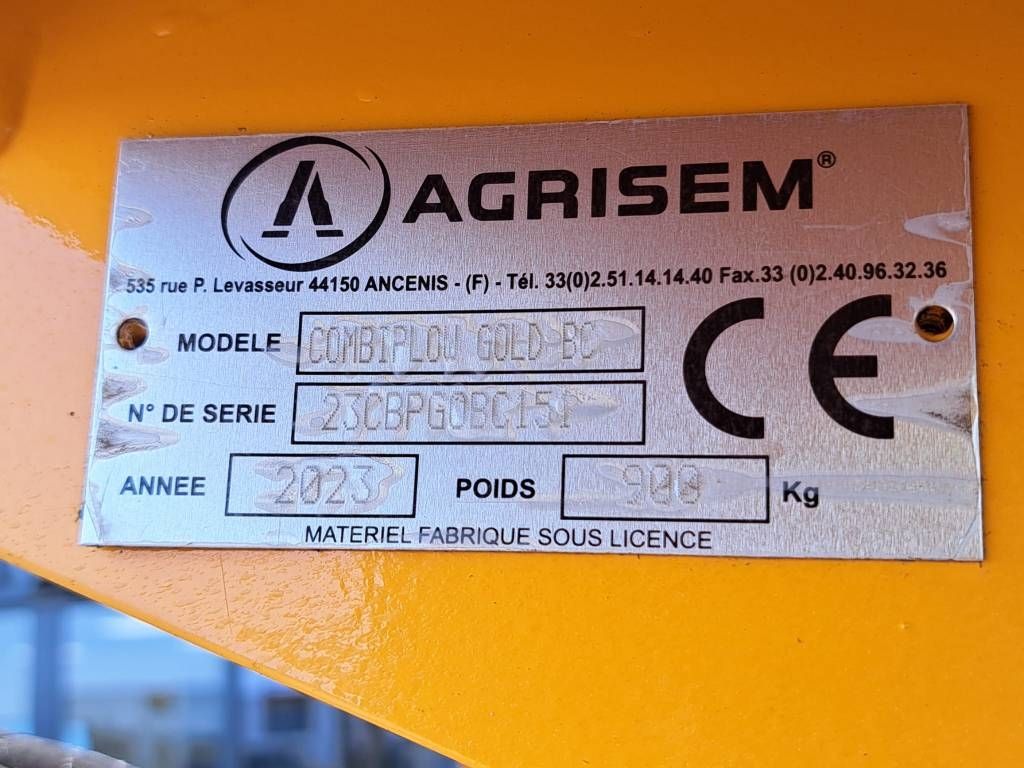 AGRISEM®
535 rue P. Levasseur 44150 ANCENIS - (F) - Tél. 33(0)2.51.14.14.40 Fax.33 (0)2.40.96.32.36
MODELE COMBIPLOW GOLD BC
N° DE SERIE 23CBPGOBC151
CE
ANNEE 2023 POIDS 900 Kg
MATERIEL FABRIQUE SOUS LICENCE